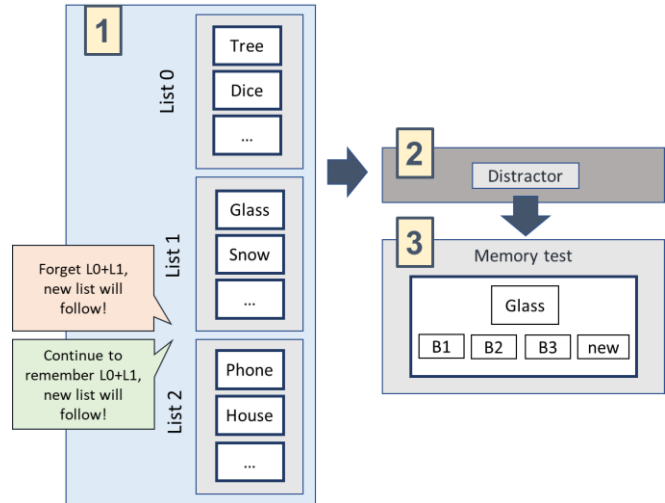 1
List 0
Tree
Dice
...
List 1
Glass
Snow
...
Forget L0+L1,
new list will
follow!
Continue to
remember L0+L1,
new list will
follow!
List 2
Phone
House
...
2
Distractor
3
Memory test
Glass
B1 B2 B3 new